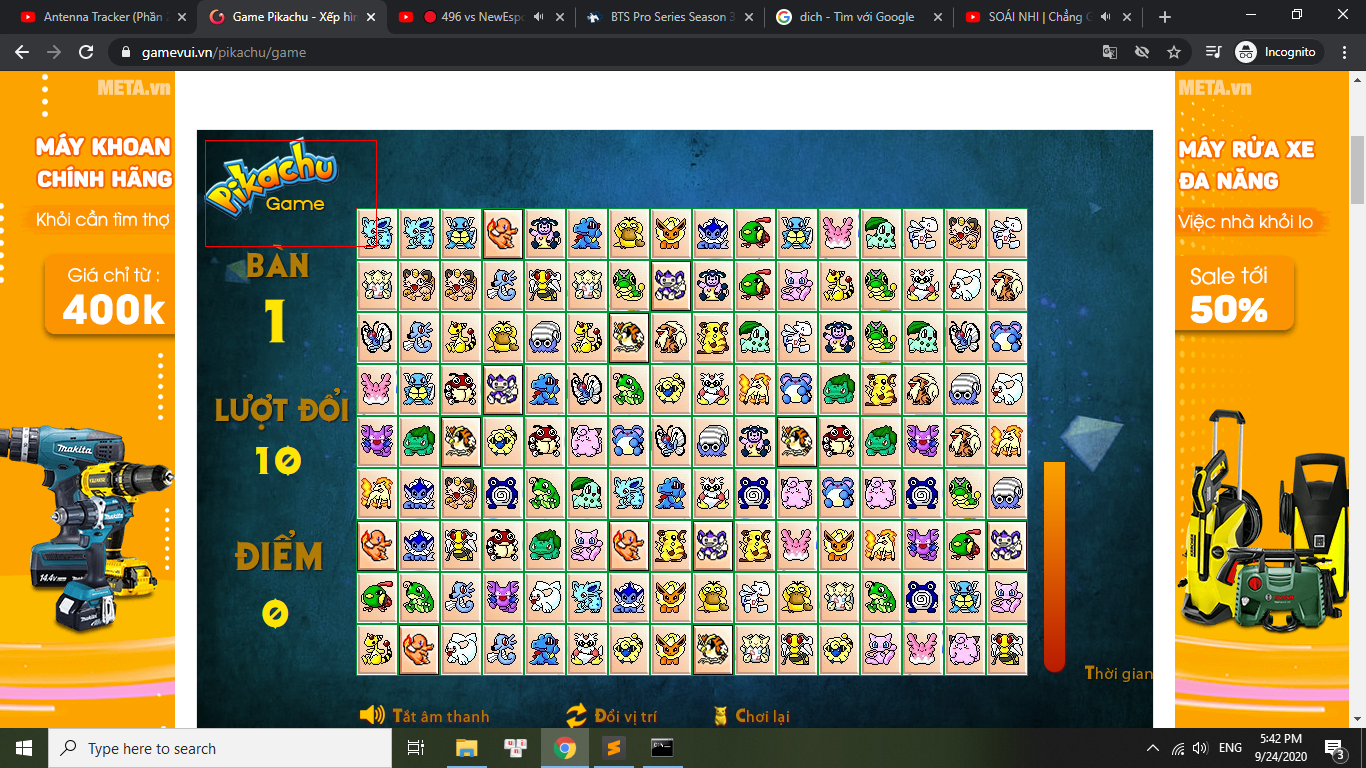 Antenna Tracker (Phần
Game Pikachu - Xếp hìn
496 vs NewEspo
BTS Pro Series Season 3
dich - Tìm với Google
SOÁI NHI | Chẳng G
gamevui.vn/pikachu/game
Incognito
META.vn
MÁY KHOAN
CHÍNH HÃNG
Khỏi cần tìm thợ
Giá chỉ từ :
400k
makita
14.4V
Pikachu
Game
BÀN
1
LƯỢT ĐỔI
10
ĐIỂM
0
Thời gian
Tắt âm thanh
Đổi vị trí
Chơi lại
META.vn
MÁY RỬA XE
ĐA NĂNG
Việc nhà khỏi lo
Sale tới
50%
Type here to search
ENG
5:42 PM
9/24/2020
3